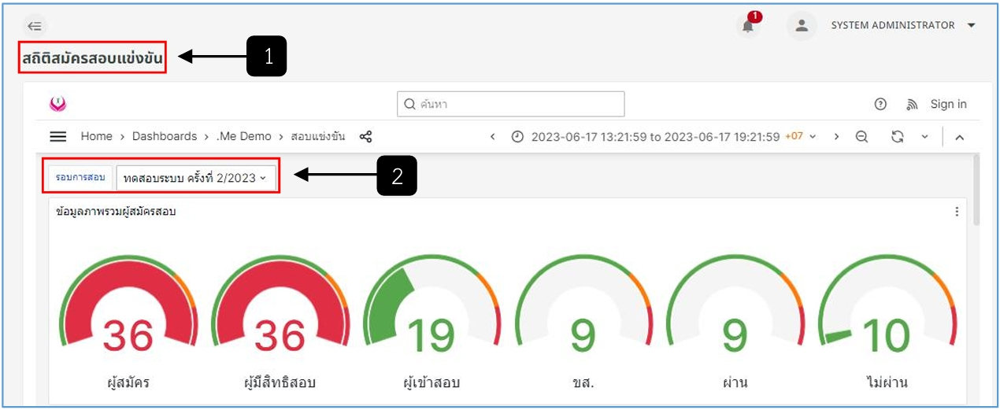 1
SYSTEM ADMINISTRATOR
สถิติสมัครสอบแข่งขัน
1
ค้นหา
Sign in
Home > Dashboards > .Me Demo > สอบแข่งขัน
2023-06-17 13:21:59 to 2023-06-17 19:21:59 +07
รอบการสอบ ทดสอบระบบ ครั้งที่ 2/2023
2
ข้อมูลภาพรวมผู้สมัครสอบ
36 36 19 9 9 10
ผู้สมัคร ผู้มีสิทธิสอบ ผู้เข้าสอบ ขส. ผ่าน ไม่ผ่าน